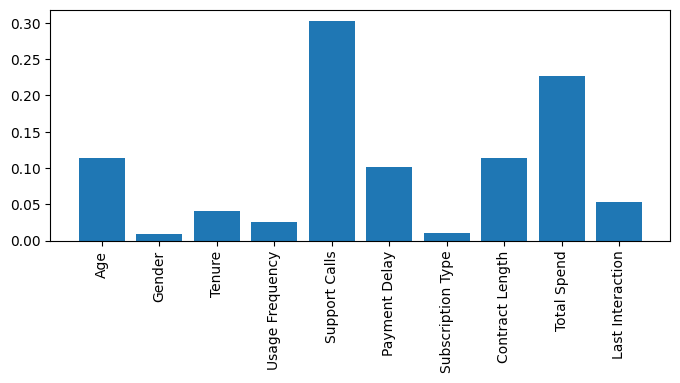 0.30
0.25
0.20
0.15
0.10
0.05
0.00
Age
Gender
Tenure
Usage Frequency
Support Calls
Payment Delay
Subscription Type
Contract Length
Total Spend
Last Interaction